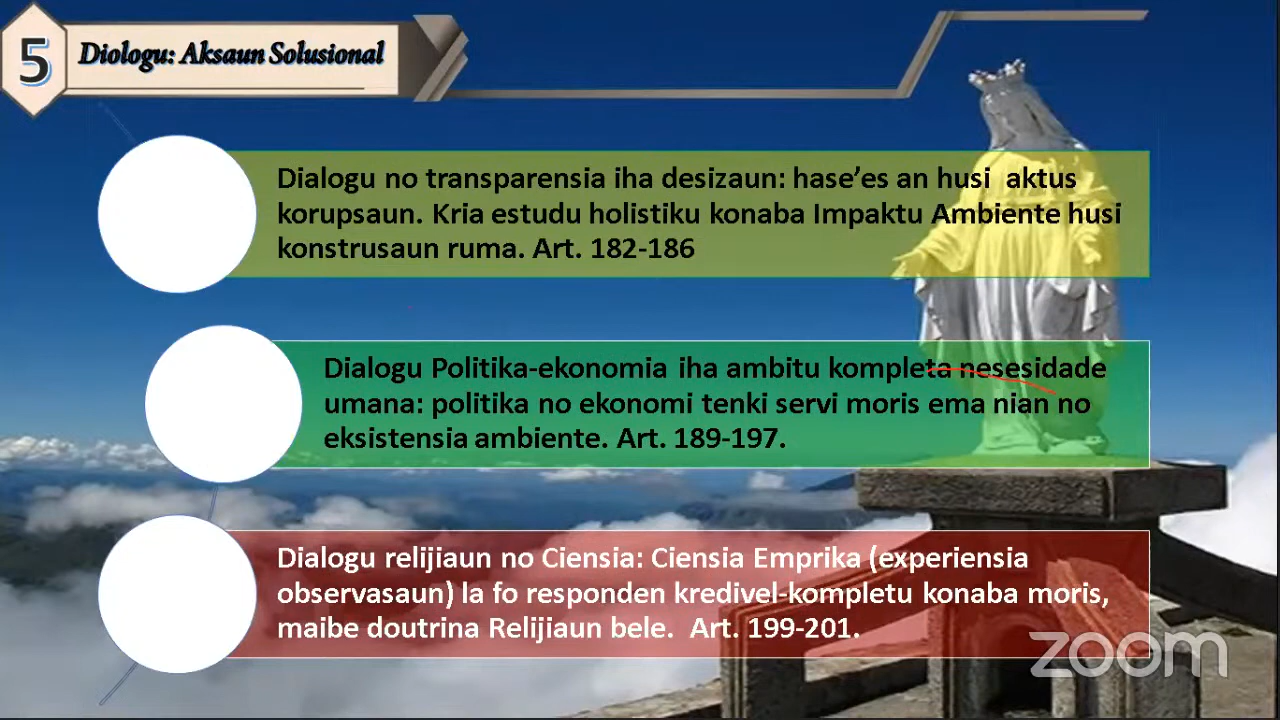 5
Diologu: Aksaun Solusional
Dialogu no transparensia iha desizaun: hase’es an husi aktus
korupsaun. Kria estudu holistiku konaba Impaktu Ambiente husi
konstrusaun ruma. Art. 182-186
Dialogu Politika-ekonomia iha ambitu kompleta nesesidade
umana: politika no ekonomi tenki servi moris ema nian no
eksistensia ambiente. Art. 189-197.
Dialogu relijiaun no Ciensia: Ciensia Emprika (experiensia
observasaun) la fo responden kredivel-kompletu konaba moris,
maibe doutrina Relijiaun bele. Art. 199-201.
zoom